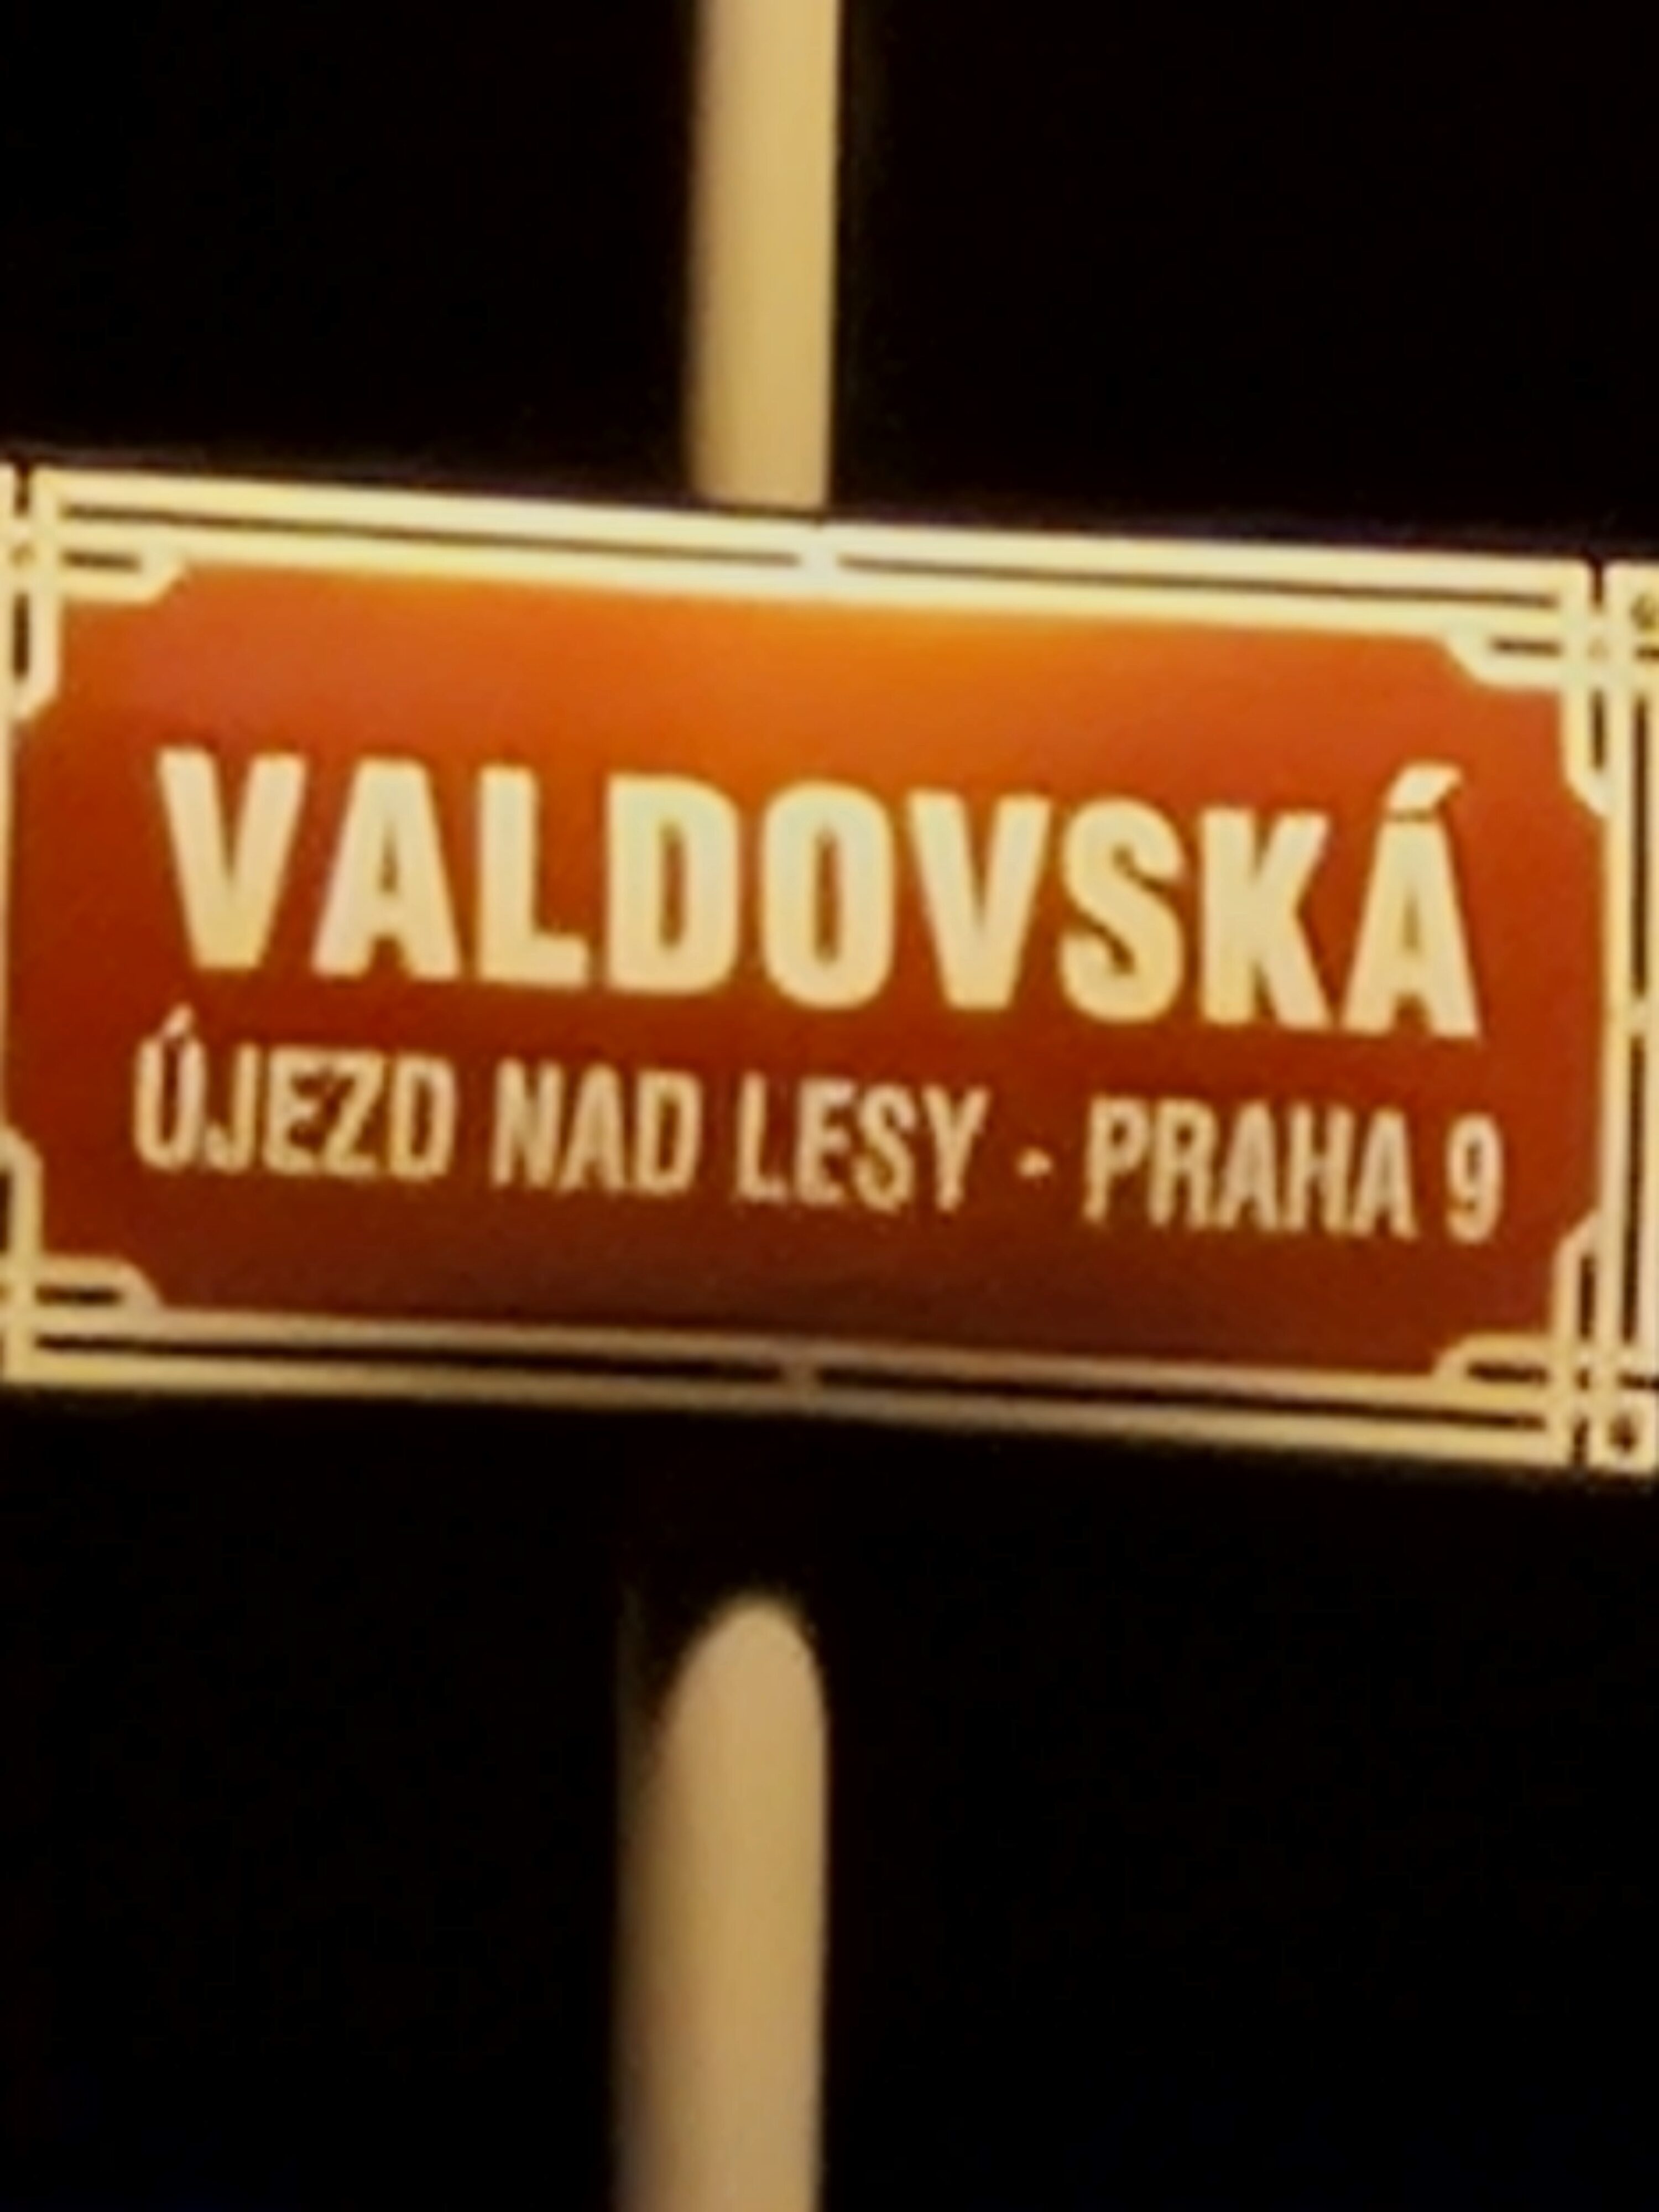 VALDOVSKÁ
ÚJEZD NAD LESY - PRAHA 9